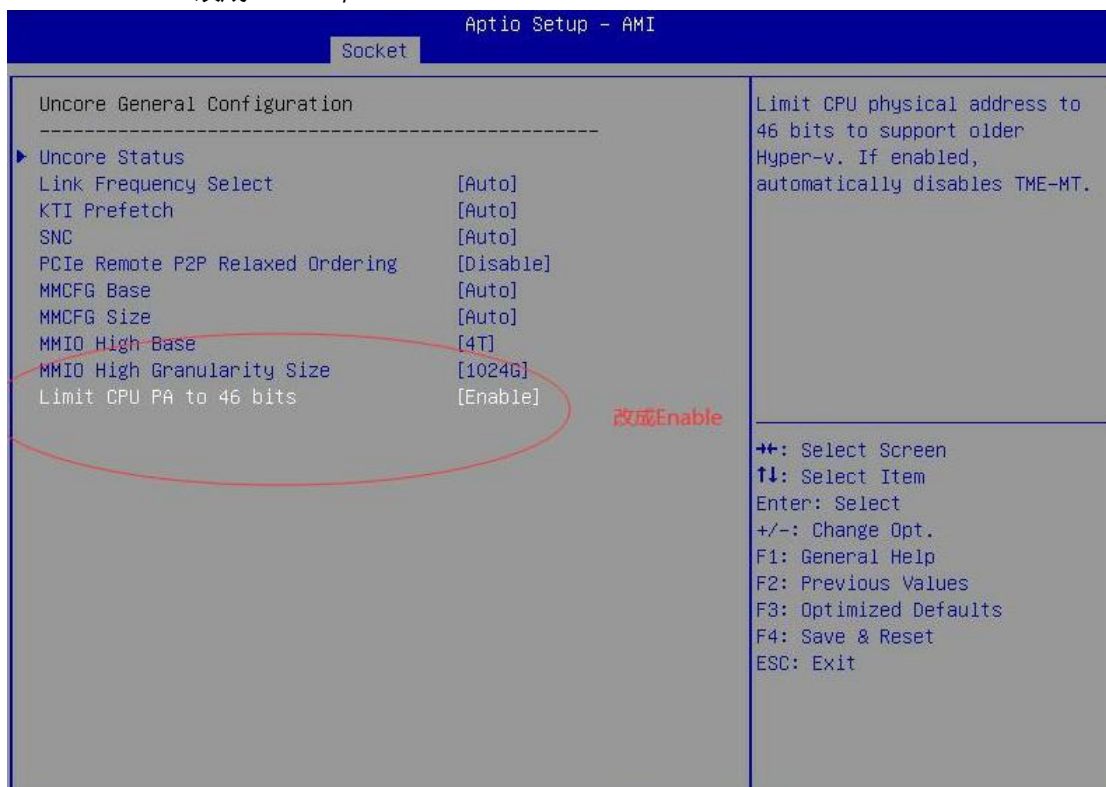 Aptio Setup – AMI
Socket
Uncore General Configuration
Uncore Status
Link Frequency Select [Auto]
KTI Prefetch [Auto]
SNC [Auto]
PCIe Remote P2P Relaxed Ordering [Disable]
MMCFG Base [Auto]
MMCFG Size [Auto]
MMIO High Base [4T]
MMIO High Granularity Size [1024G]
Limit CPU PA to 46 bits [Enable]
改成Enable
Limit CPU physical address to
46 bits to support older
Hyper-v. If enabled,
automatically disables TME-MT.
→←: Select Screen
↑↓: Select Item
Enter: Select
+/-: Change Opt.
F1: General Help
F2: Previous Values
F3: Optimized Defaults
F4: Save & Reset
ESC: Exit